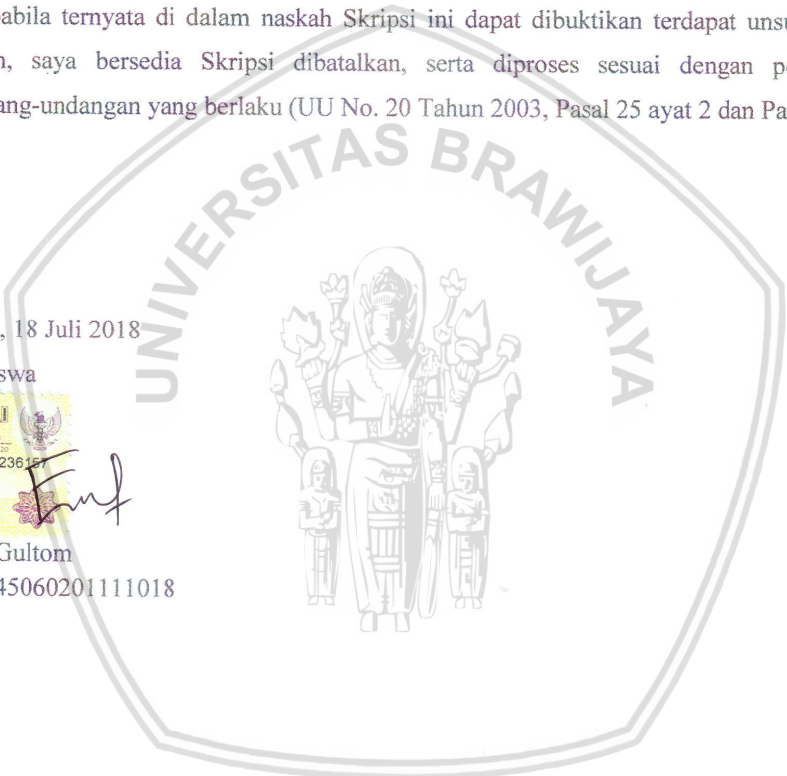 abila ternyata di dalam naskah Skripsi ini dapat dibuktikan terdapat unsu
, saya bersedia Skripsi dibatalkan, serta diproses sesuai dengan pe
ang-undangan yang berlaku (UU No. 20 Tahun 2003, Pasal 25 ayat 2 dan Pa
UNIVERSITAS BRAWIJAYA
, 18 Juli 2018
swa
236157
Gultom
45060201111018